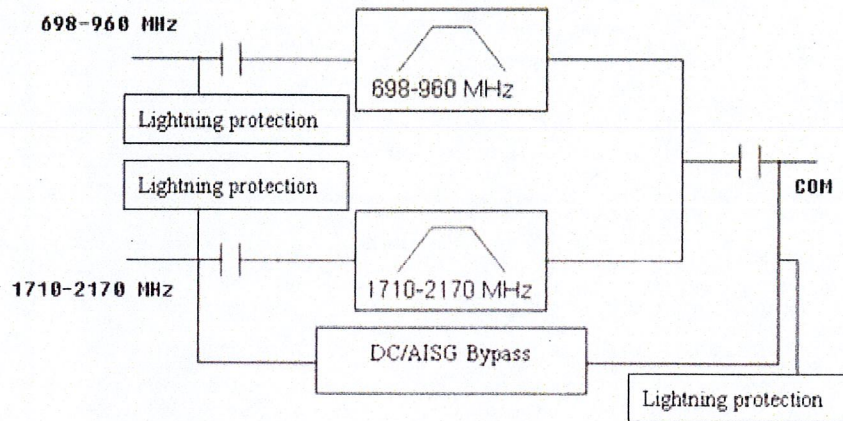 698-960 MHz
698-960 MHz
Lightning protection
Lightning protection
COM
1710-2170 MHz
1710-2170 MHz
DC/AISG Bypass
Lightning protection